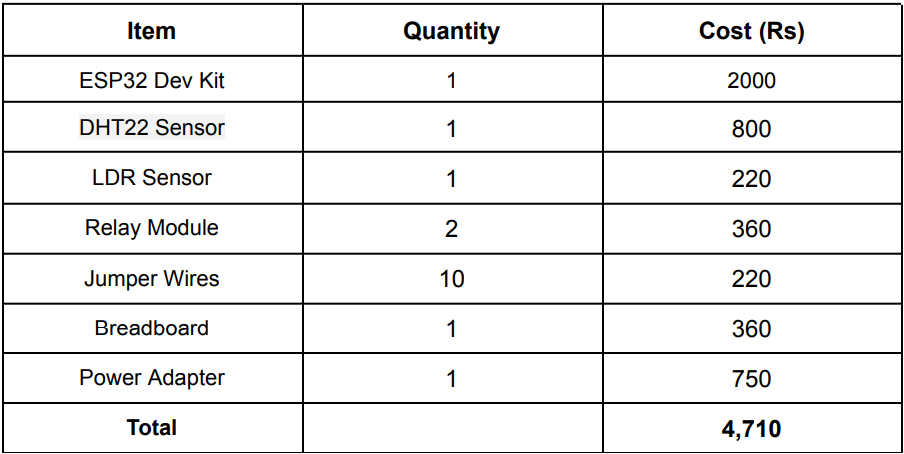 Item Quantity Cost (Rs)
ESP32 Dev Kit 1 2000
DHT22 Sensor 1 800
LDR Sensor 1 220
Relay Module 2 360
Jumper Wires 10 220
Breadboard 1 360
Power Adapter 1 750
Total 4,710